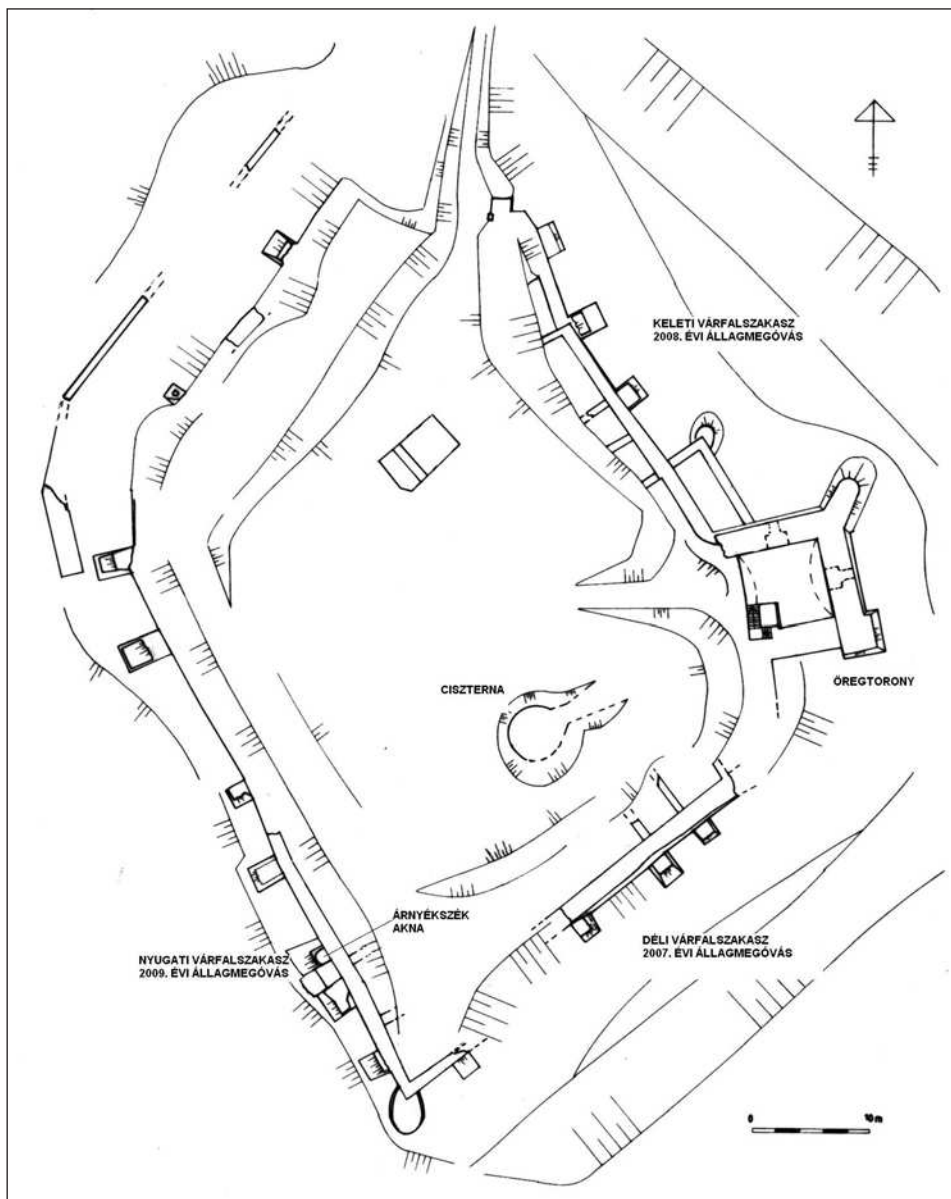 KELETI VÁRFALSZAKASZ
2008. ÉVI ÁLLAGMEGÓVÁS
ÖREGTORONY
CISZTERNA
ÁRNYÉKSZÉK
AKNA
NYUGATI VÁRFALSZAKASZ
2009. ÉVI ÁLLAGMEGÓVÁS
DÉLI VÁRFALSZAKASZ
2007. ÉVI ÁLLAGMEGÓVÁS
0 10 m